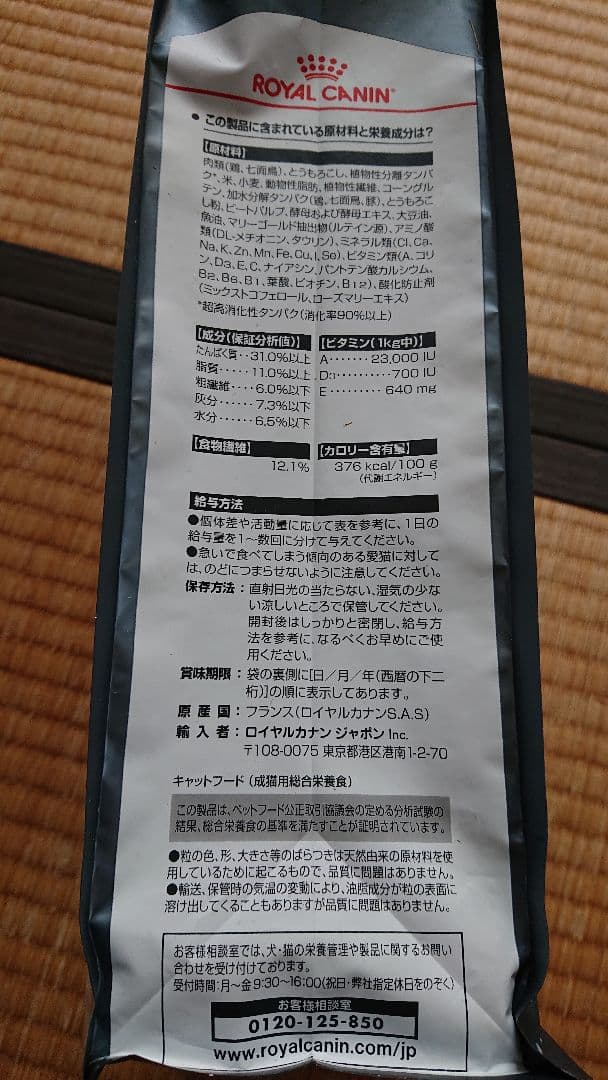 ROYAL CANIN
● この製品に含まれている原材料と栄養成分は?
【原材料】
肉類(鶏、七面鳥)、とうもろこし、植物性分離タンパ
ク*、米、小麦、動物性脂肪、植物性繊維、コーングル
テン、加水分解タンパク(鶏、七面鳥、豚)、とうもろこ
し粉、ビートパルプ、酵母および酵母エキス、大豆油、
魚油、マリーゴールド抽出物(ルテイン源)、アミノ酸
類(DL-メチオニン、タウリン)、ミネラル類(Cl、Ca、
Na、K、Zn、Mn、Fe、Cu、I、Se)、ビタミン類(A、コリ
ン、D3、E、C、ナイアシン、パントテン酸カルシウム、
B2、B6、B1、葉酸、ビオチン、B12)、酸化防止剤
(ミックストコフェロール、ローズマリーエキス)
*超高消化性タンパク(消化率90%以上)
【成分(保証分析値)】
たんぱく質‥31.0%以上
脂質‥‥‥11.0%以上
粗繊維‥‥‥6.0%以下
灰分‥‥‥7.3%以下
水分‥‥‥6.5%以下
【ビタミン(1kg中)】
A‥‥‥23,000 IU
D3‥‥‥‥‥700 IU
E‥‥‥‥‥640 mg
【食物繊維】
12.1%
【カロリー含有量】
376 kcal/100 g
(代謝エネルギー)
給与方法
●個体差や活動量に応じて表を参考に、1日の
給与量を1~数回に分けて与えてください。
●急いで食べてしまう傾向のある愛猫に対して
は、のどにつまらせないように注意してください。
保存方法:直射日光の当たらない、湿気の少な
い涼しいところで保管してください。
開封後はしっかりと密閉し、給与方
法を参考に、なるべくお早めにご使
用ください。
賞味期限:袋の裏側に[日/月/年(西暦の下二
桁)]の順に表示してあります。
原産国:フランス(ロイヤルカナンS.A.S)
輸入者:ロイヤルカナン ジャポン Inc.
〒108-0075 東京都港区港南1-2-70
キャットフード(成猫用総合栄養食)
この製品は、ペットフード公正取引協議会の定める分析試験の
結果、総合栄養食の基準を満たすことが証明されています。
●粒の色、形、大きさ等のばらつきは天然由来の原材料を使
用しているために起こるもので、品質に問題はありません。
●輸送、保管時の気温の変動により、油脂成分が粒の表面に
溶け出してくることもありますが品質に問題はありません。
お客様相談室では、犬・猫の栄養管理や製品に関するお問い
合わせを受け付けております。
受付時間:月~金 9:30~16:00(祝日・弊社指定休日をのぞく)
お客様相談室
0120-125-850
www.royalcanin.com/jp